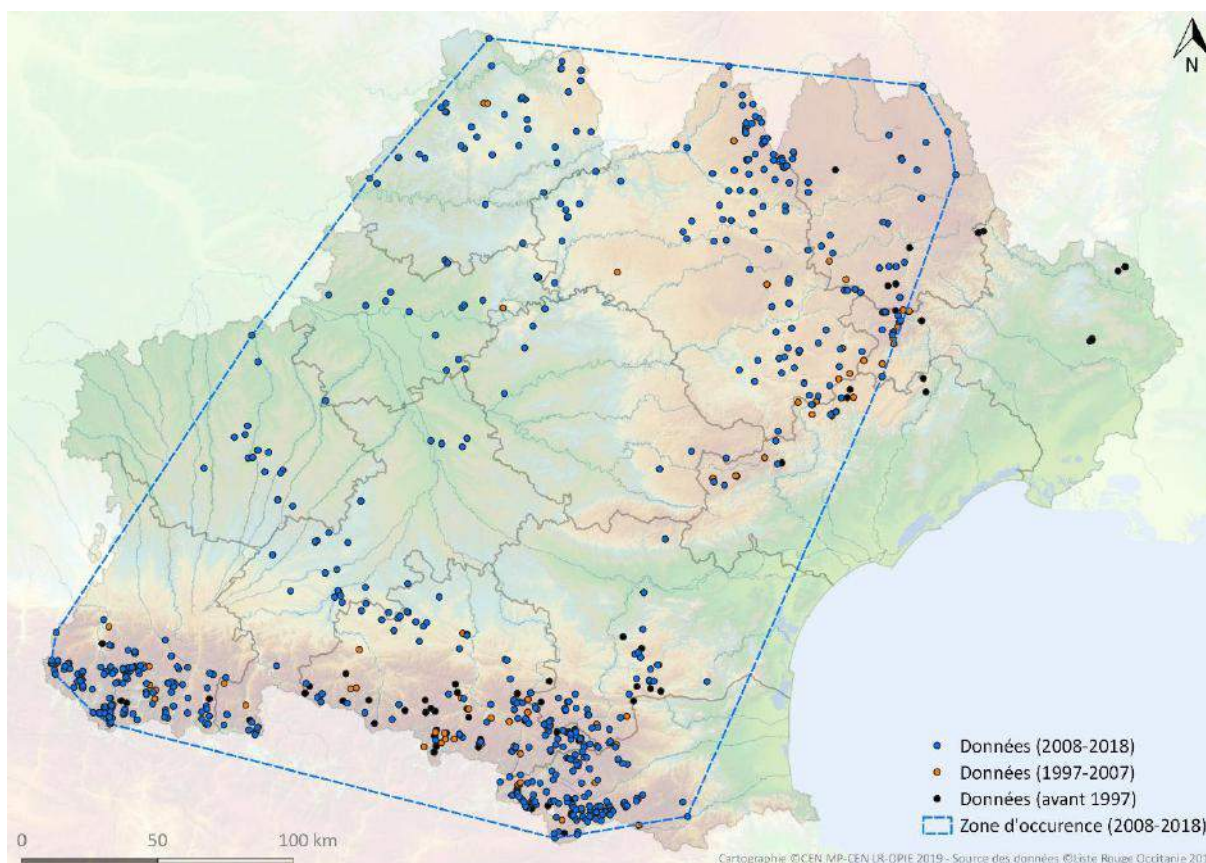 N
Données (2008-2018)
Données (1997-2007)
Données (avant 1997)
Zone d'occurence (2008-2018)
0 50 100 km
Cartographie ©CEN MP-CEN LR-OPIE 2019 - Source des données ©Liste Rouge Occitanie 201